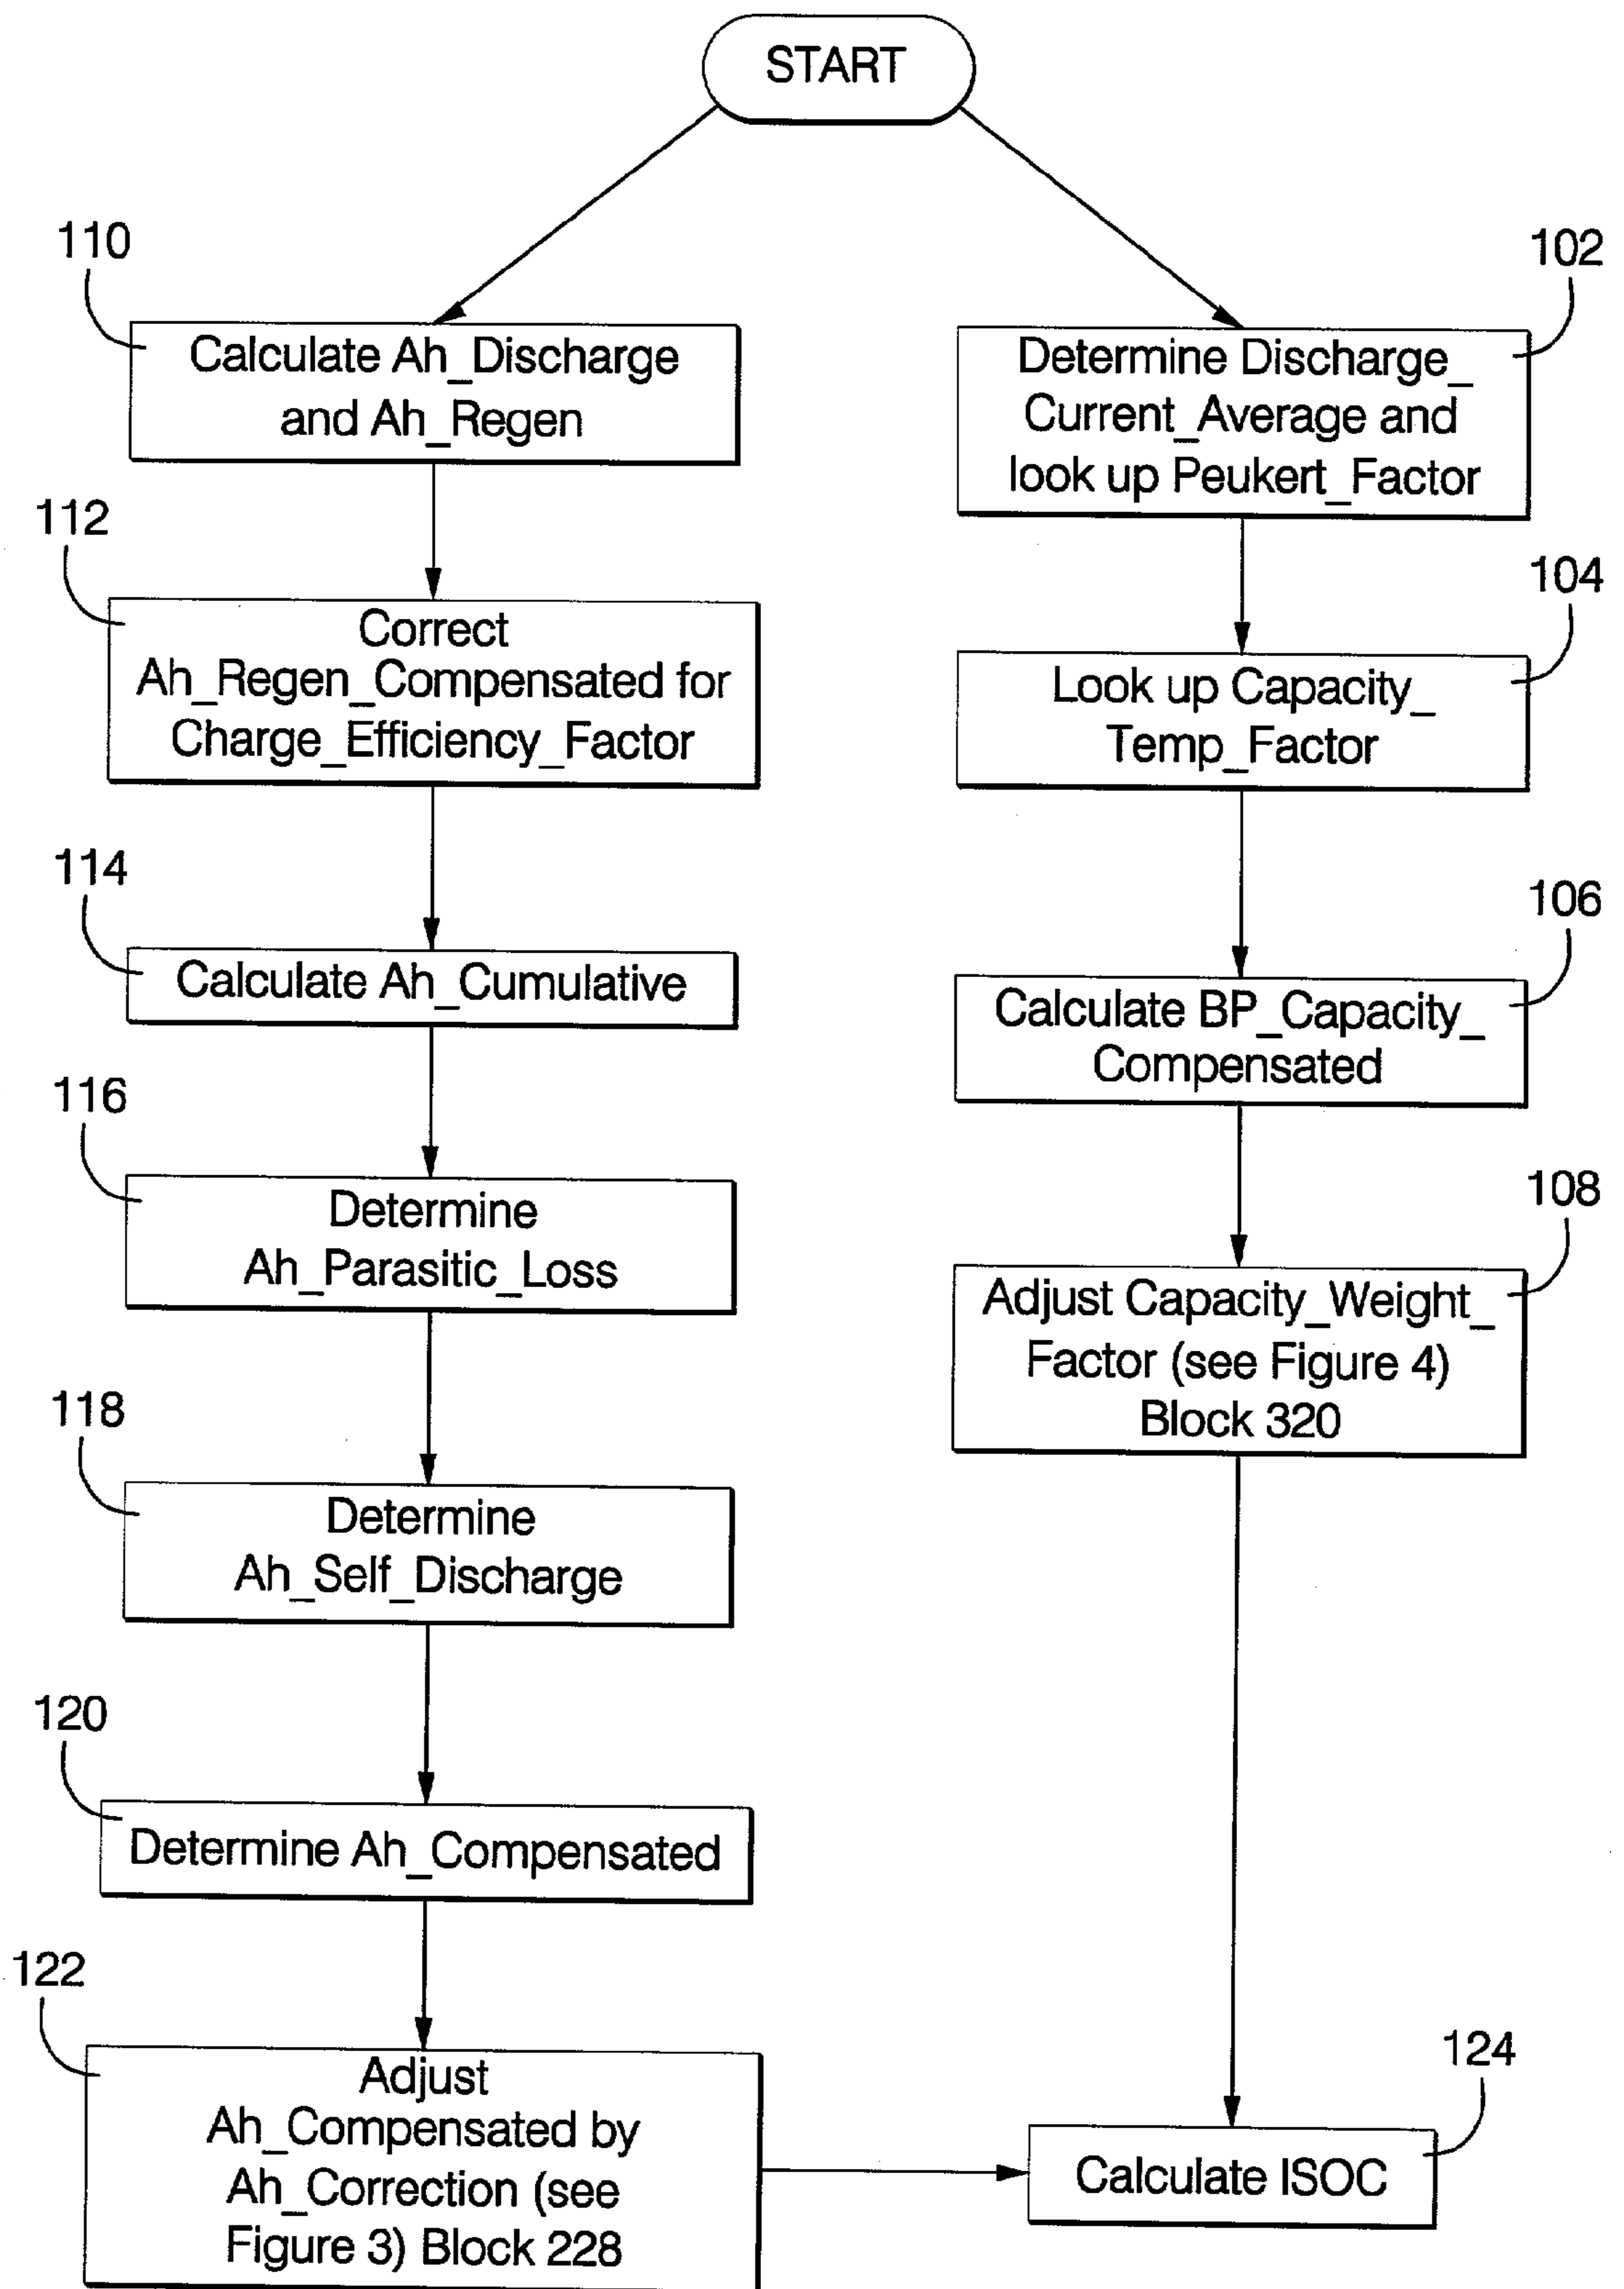 START
110
Calculate Ah_Discharge
and Ah_Regen
102
Determine Discharge_
Current_Average and
look up Peukert_Factor
112
Correct
Ah_Regen_Compensated for
Charge_Efficiency_Factor
104
Look up Capacity_
Temp_Factor
114
Calculate Ah_Cumulative
106
Calculate BP_Capacity_
Compensated
116
Determine
Ah_Parasitic_Loss
108
Adjust Capacity_Weight_
Factor (see Figure 4)
Block 320
118
Determine
Ah_Self_Discharge
120
Determine Ah_Compensated
122
Adjust
Ah_Compensated by
Ah_Correction (see
Figure 3) Block 228
124
Calculate ISOC